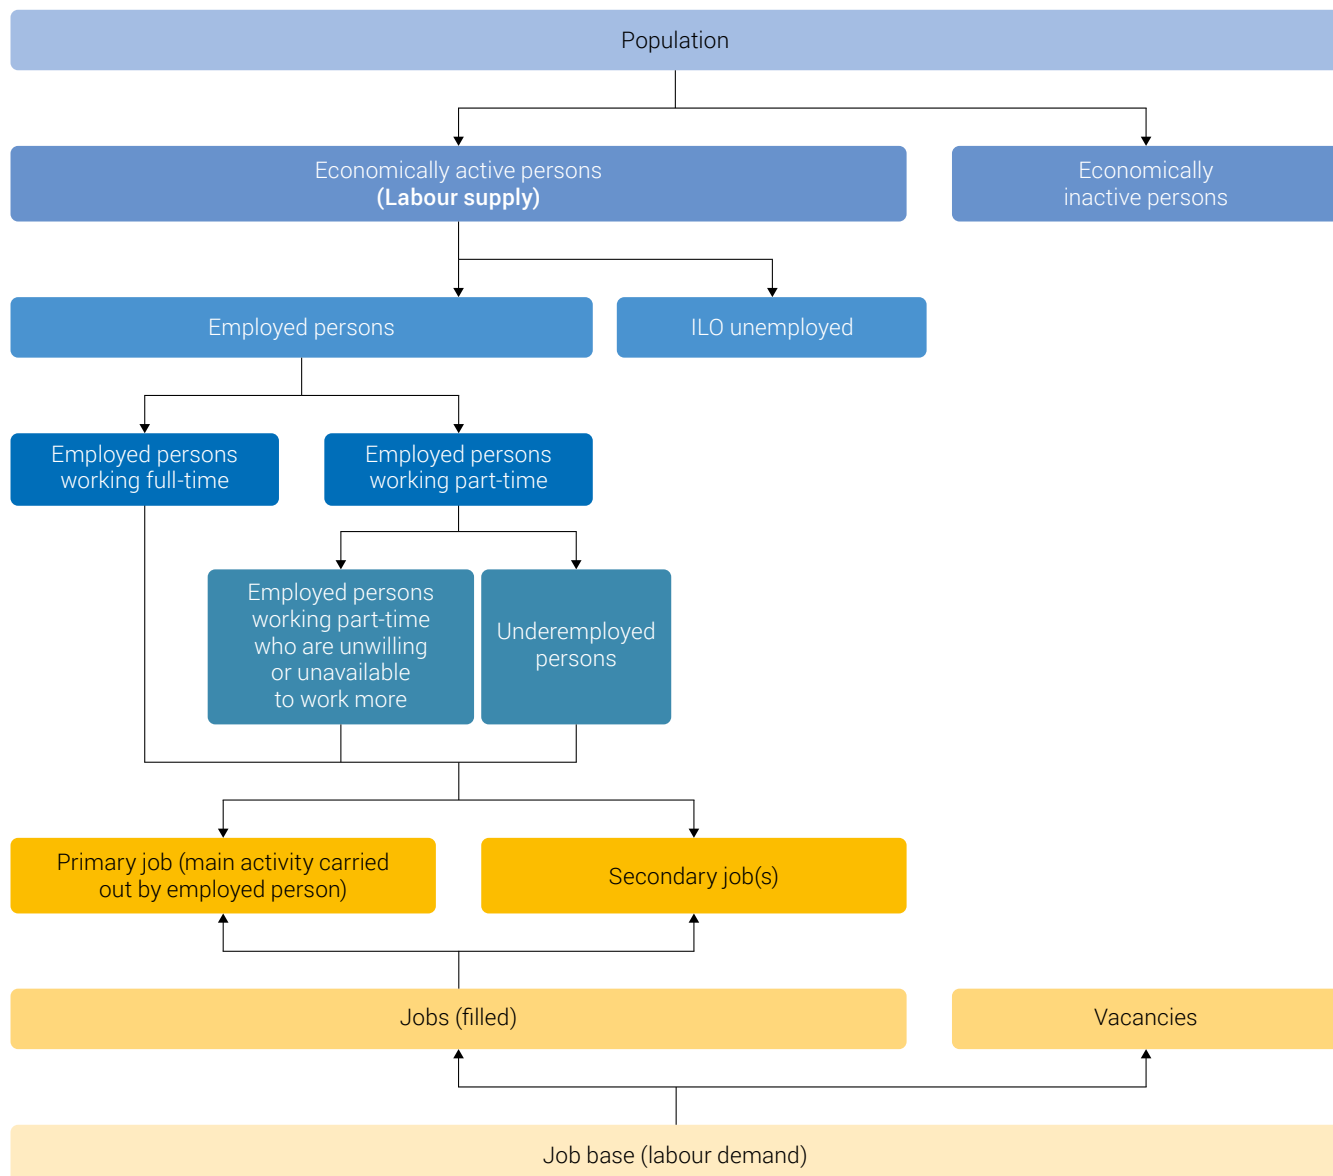 Population
Economically active persons
(Labour supply)
Economically
inactive persons
Employed persons
ILO unemployed
Employed persons
working full-time
Employed persons
working part-time
Employed persons
working part-time
who are unwilling
or unavailable
to work more
Underemployed
persons
Primary job (main activity carried
out by employed person)
Secondary job(s)
Jobs (filled)
Vacancies
Job base (labour demand)